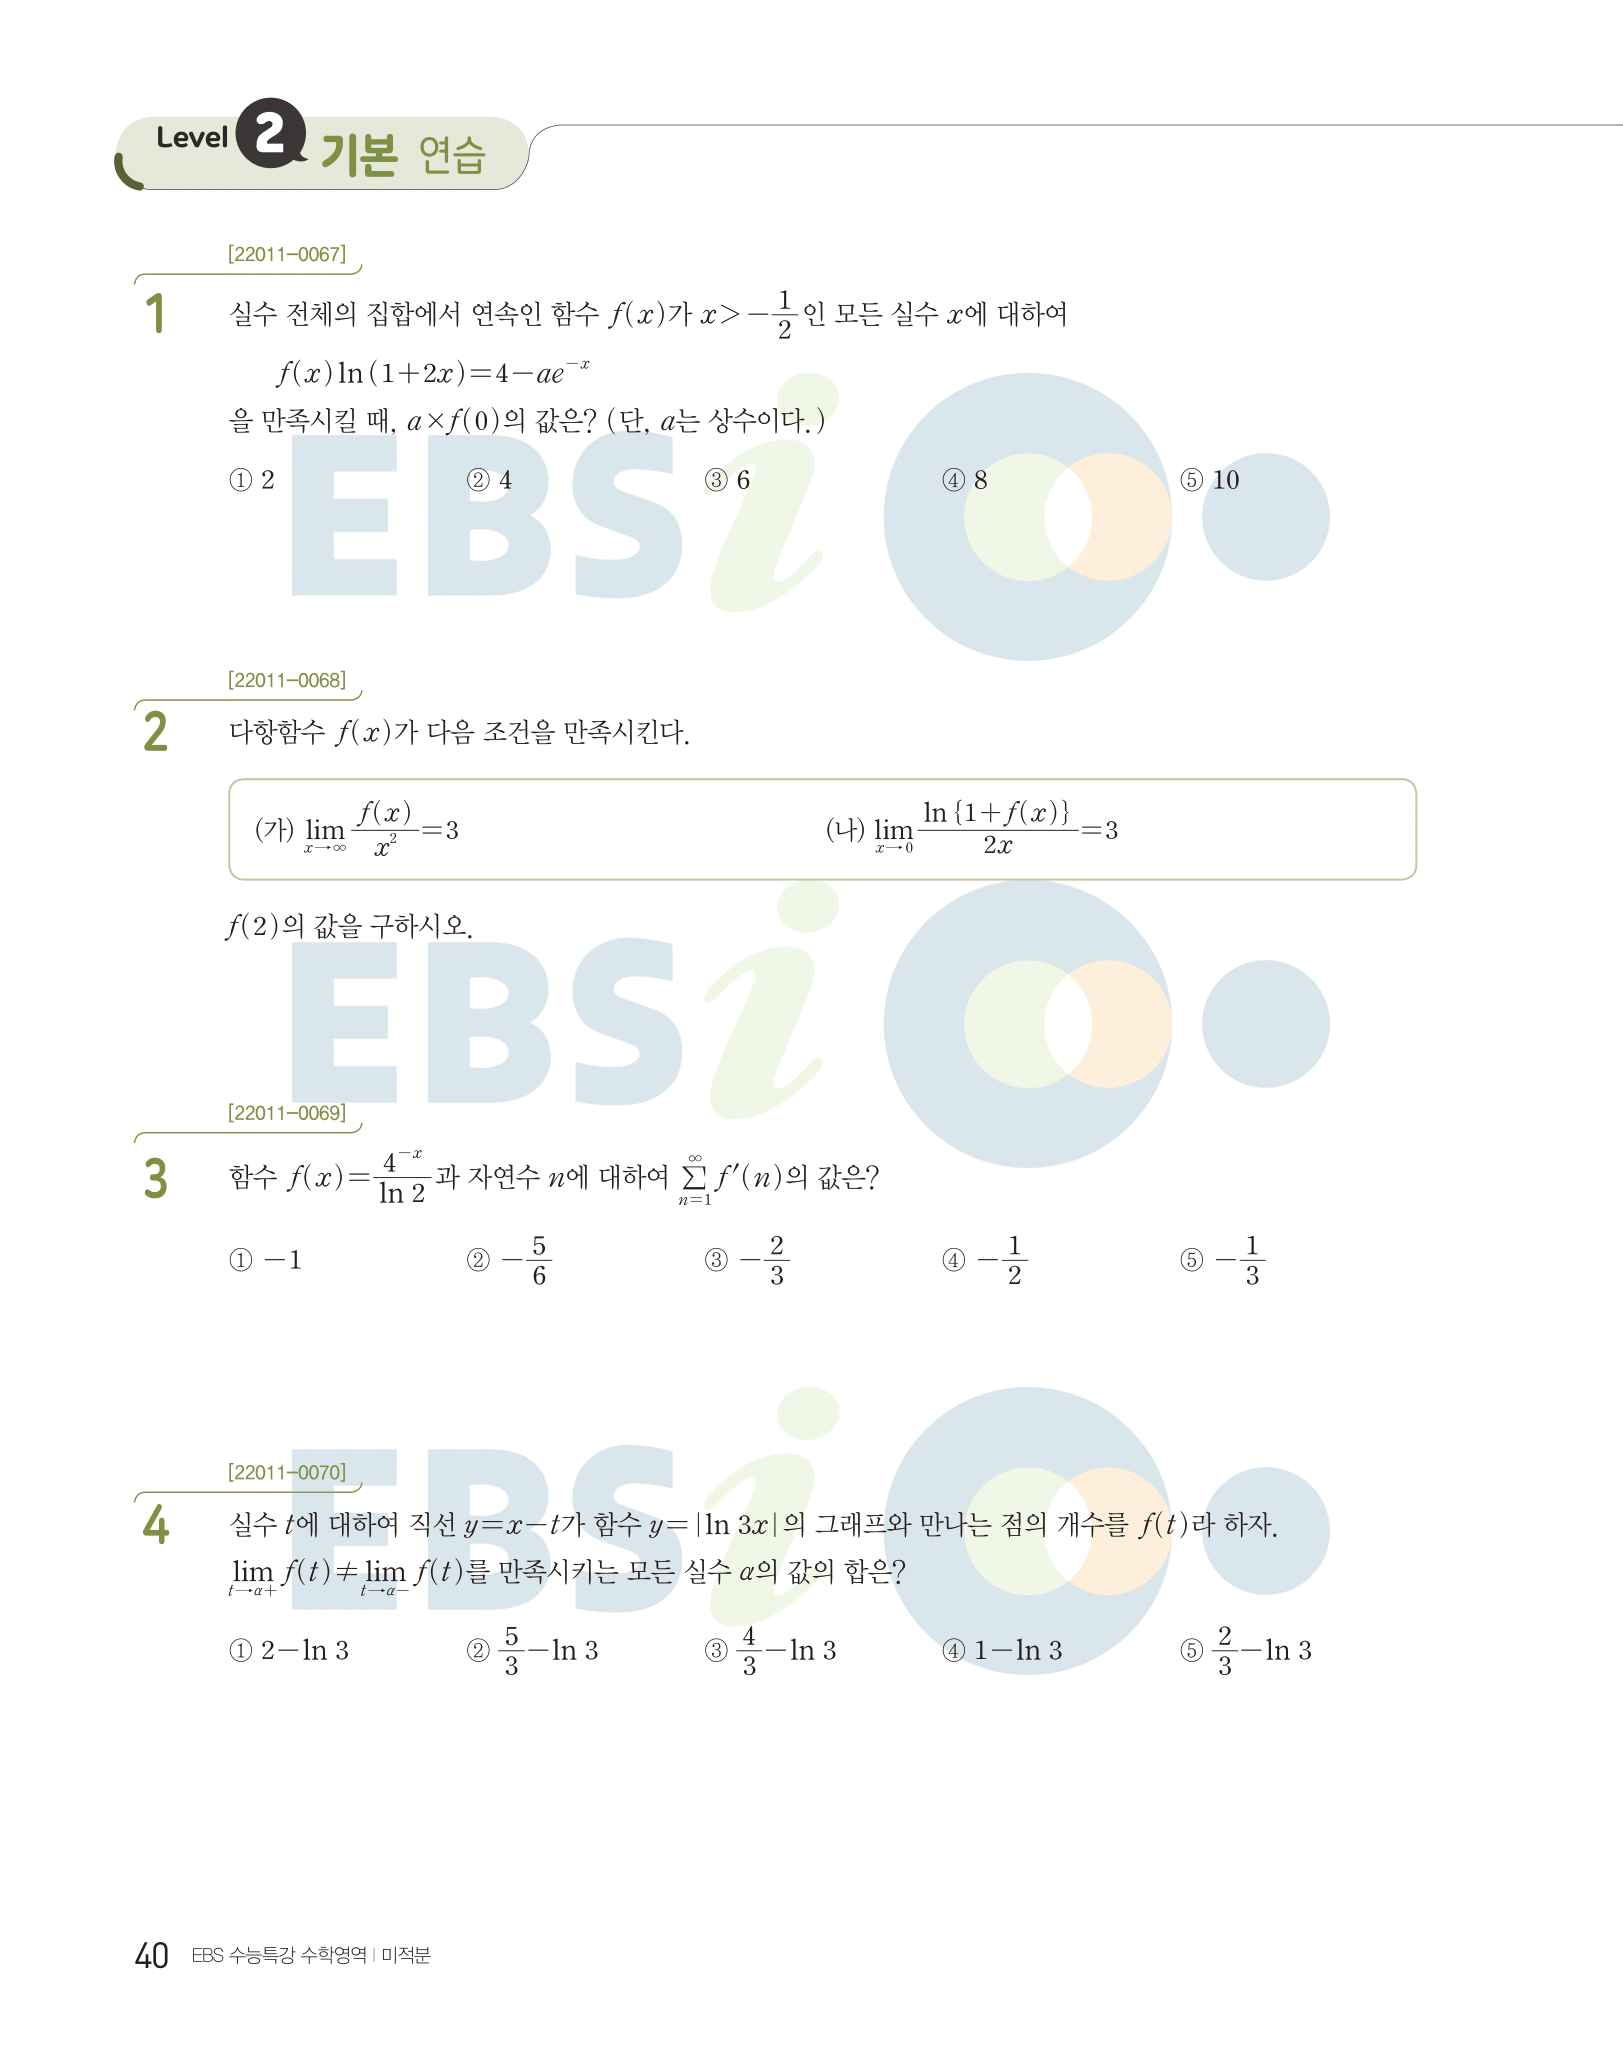 Level 2 기본 연습
[22011-0067]
1 실수 전체의 집합에서 연속인 함수 f(x)가 x>-\frac{1}{2}인 모든 실수 x에 대하여
f(x)ln(1+2x)=4-ae^{-x}
을 만족시킬 때, a×f(0)의 값은? (단, a는 상수이다.)
① 2 ② 4 ③ 6 ④ 8 ⑤ 10
EBSi
[22011-0068]
2 다항함수 f(x)가 다음 조건을 만족시킨다.
(가) \lim_{x→∞} \frac{f(x)}{x^2}=3 (나) \lim_{x→0} \frac{ln{1+f(x)}}{2x}=3
f(2)의 값을 구하시오.
EBSi
[22011-0069]
3 함수 f(x)=\frac{4^{-x}}{ln 2}과 자연수 n에 대하여 \sum_{n=1}^{∞} f'(n)의 값은?
① -1 ② -\frac{5}{6} ③ -\frac{2}{3} ④ -\frac{1}{2} ⑤ -\frac{1}{3}
EBSi
[22011-0070]
4 실수 t에 대하여 직선 y=x-t가 함수 y=|ln 3x|의 그래프와 만나는 점의 개수를 f(t)라 하자.
\lim_{t→α+} f(t)≠\lim_{t→α-} f(t)를 만족시키는 모든 실수 α의 값의 합은?
① 2-ln 3 ② \frac{5}{3}-ln 3 ③ \frac{4}{3}-ln 3 ④ 1-ln 3 ⑤ \frac{2}{3}-ln 3
40 EBS 수능특강 수학영역 | 미적분